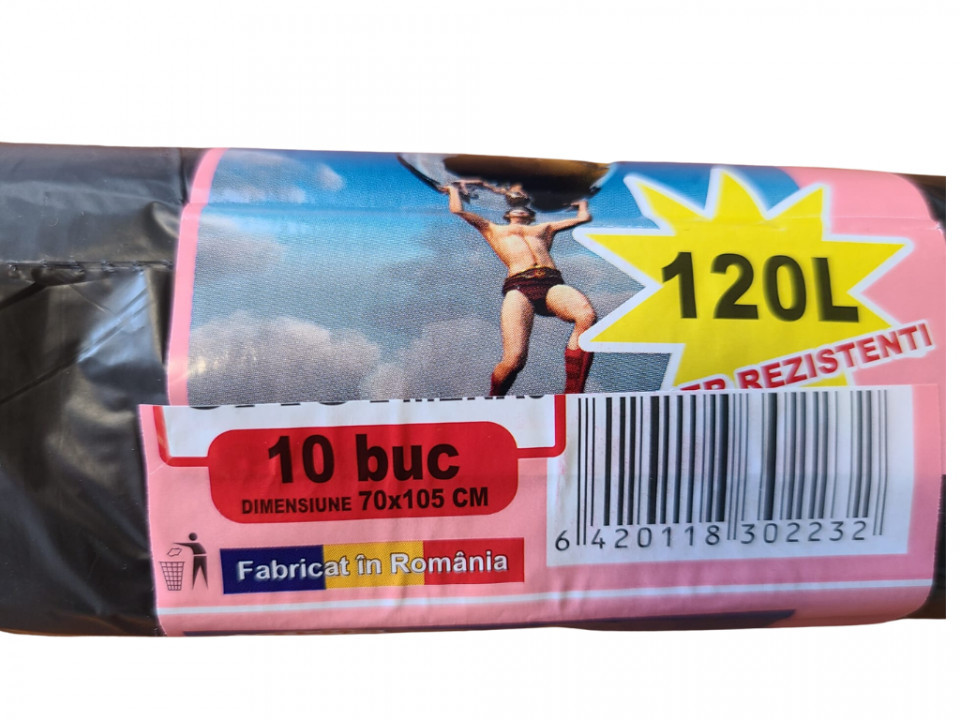 120L
REZISTENTI
10 buc
DIMENSIUNE 70x105 CM
Fabricat în România
6 420118 302232